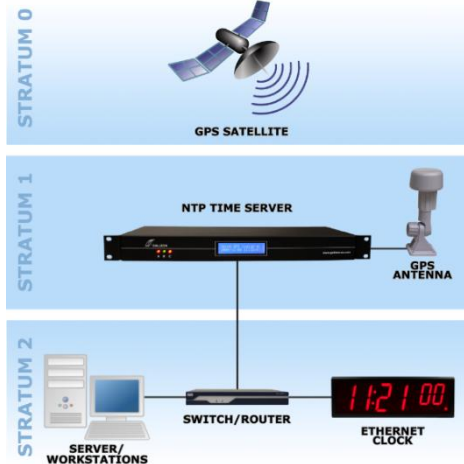 STRATUM 0
GPS SATELLITE
STRATUM 1
NTP TIME SERVER
GPS
ANTENNA
STRATUM 2
SERVER/
WORKSTATIONS
SWITCH/ROUTER
11:21 00.
ETHERNET
CLOCK